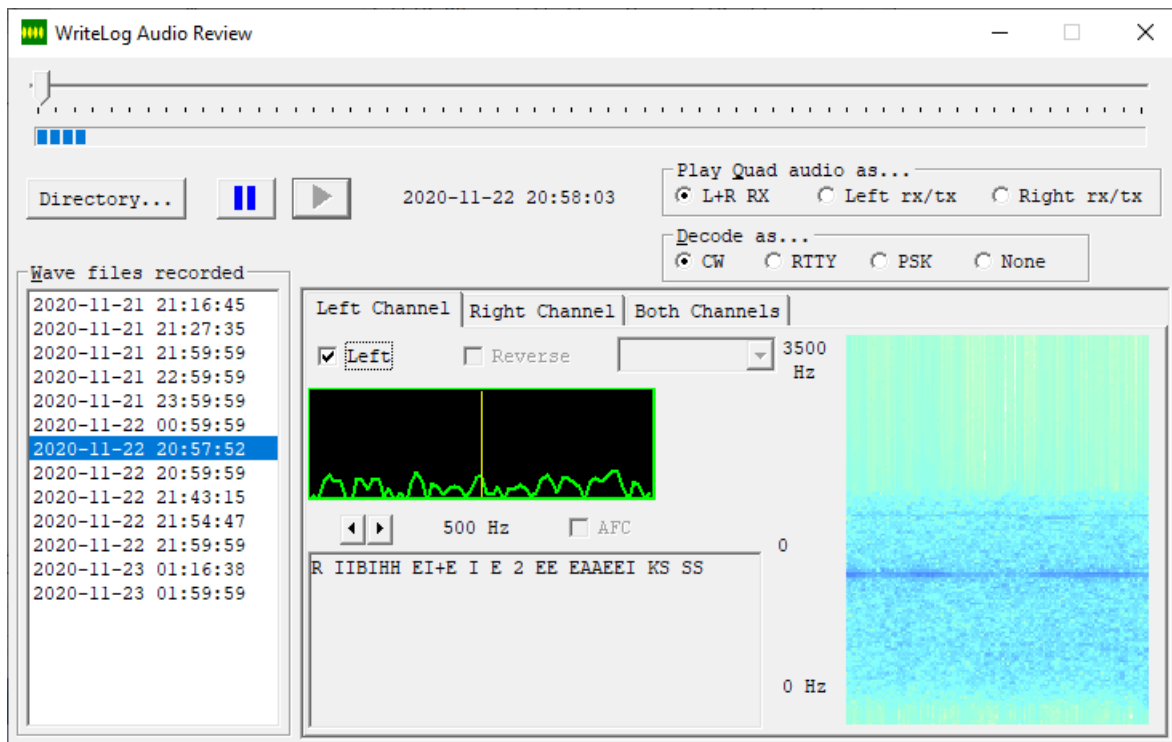 WriteLog Audio Review
Directory...
2020-11-22 20:58:03
Play Quad audio as...
L+R RX Left rx/tx Right rx/tx
Decode as...
CW RTTY PSK None
Wave files recorded
2020-11-21 21:16:45
2020-11-21 21:27:35
2020-11-21 21:59:59
2020-11-21 22:59:59
2020-11-21 23:59:59
2020-11-22 00:59:59
2020-11-22 20:57:52
2020-11-22 20:59:59
2020-11-22 21:43:15
2020-11-22 21:54:47
2020-11-22 21:59:59
2020-11-23 01:16:38
2020-11-23 01:59:59
Left Channel Right Channel Both Channels
Left Reverse
3500
Hz
500 Hz AFC
0
R IIBIHH EI+E I E 2 EE EAAEEI KS SS
0 Hz